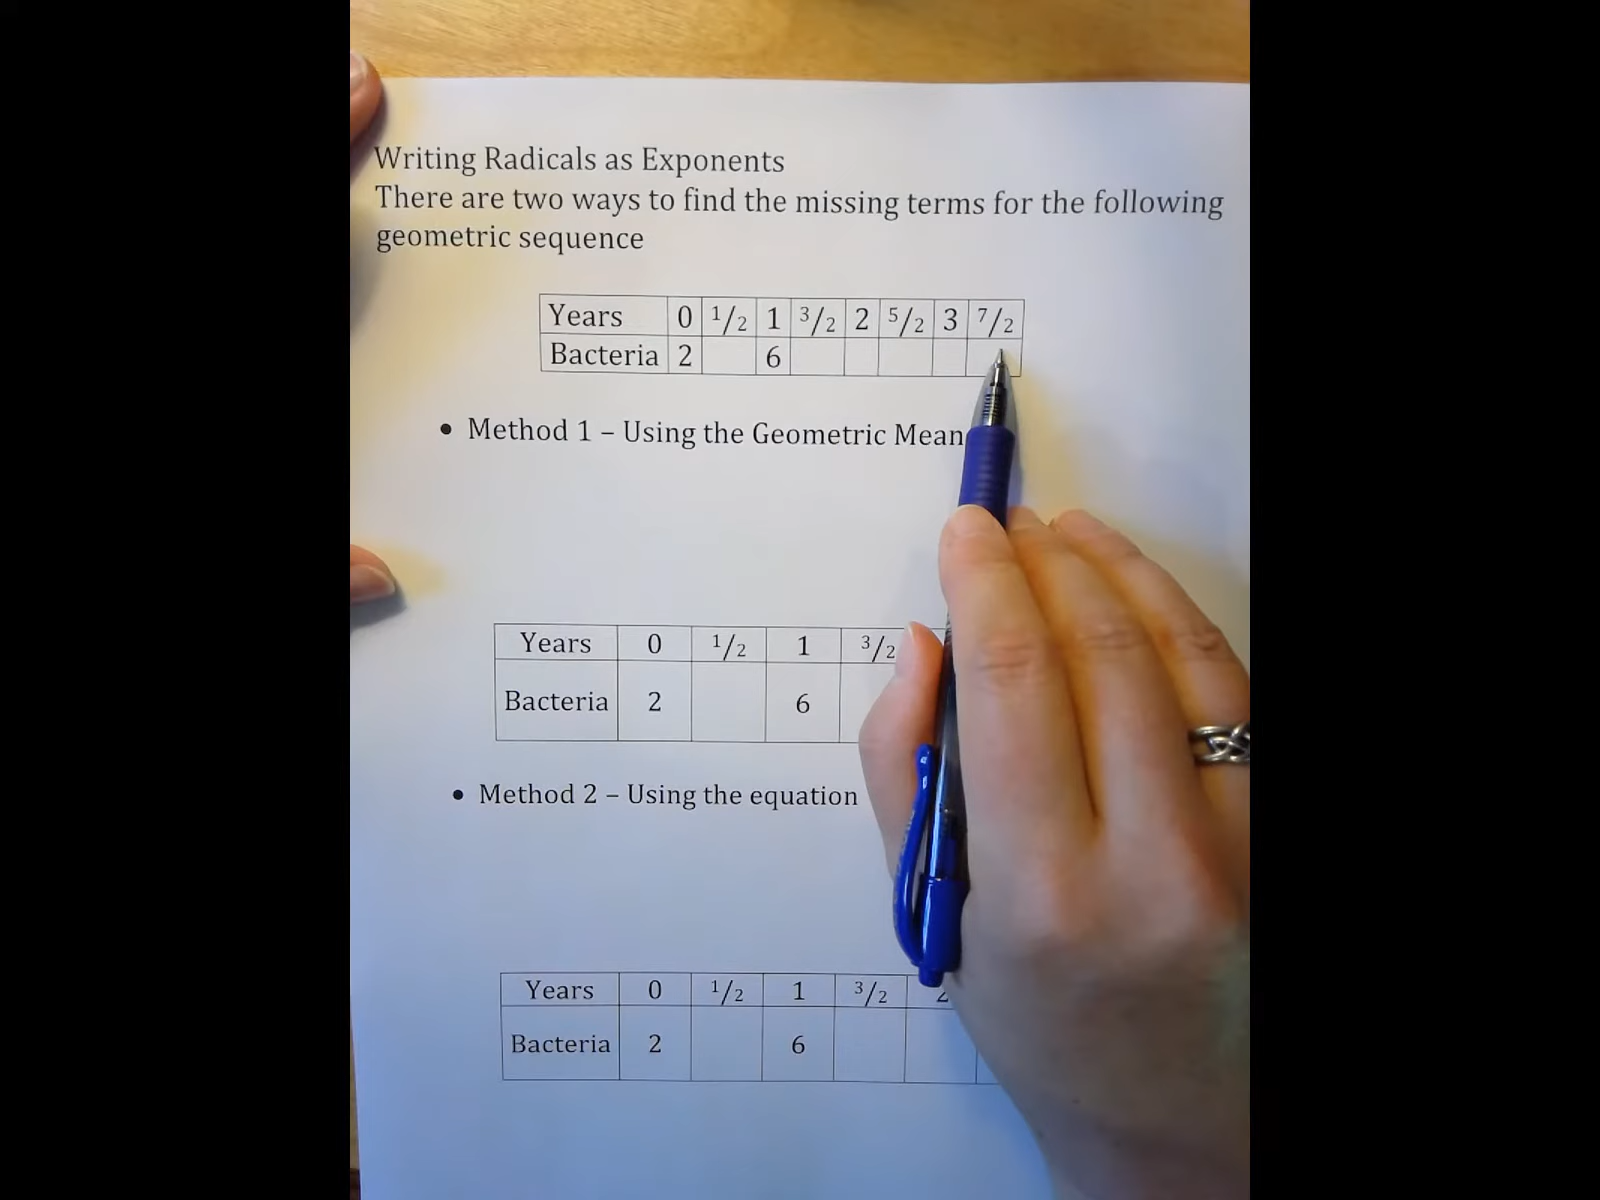 Writing Radicals as Exponents
There are two ways to find the missing terms for the following
geometric sequence
Years 0 1/2 1 3/2 2 5/2 3 7/2
Bacteria 2 6
• Method 1 – Using the Geometric Mean
Years 0 1/2 1 3/2
Bacteria 2 6
• Method 2 – Using the equation
Years 0 1/2 1 3/2 2
Bacteria 2 6